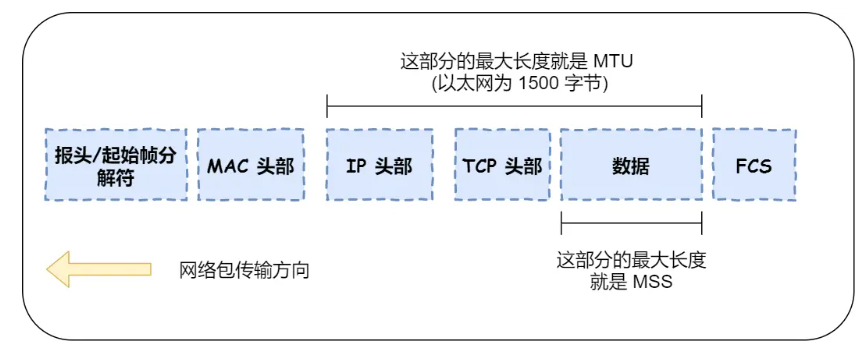 这部分的最大长度就是 MTU
(以太网为 1500 字节)
报头/起始帧分
解符
MAC 头部
IP 头部
TCP 头部
数据
FCS
这部分的最大长度
就是 MSS
网络包传输方向